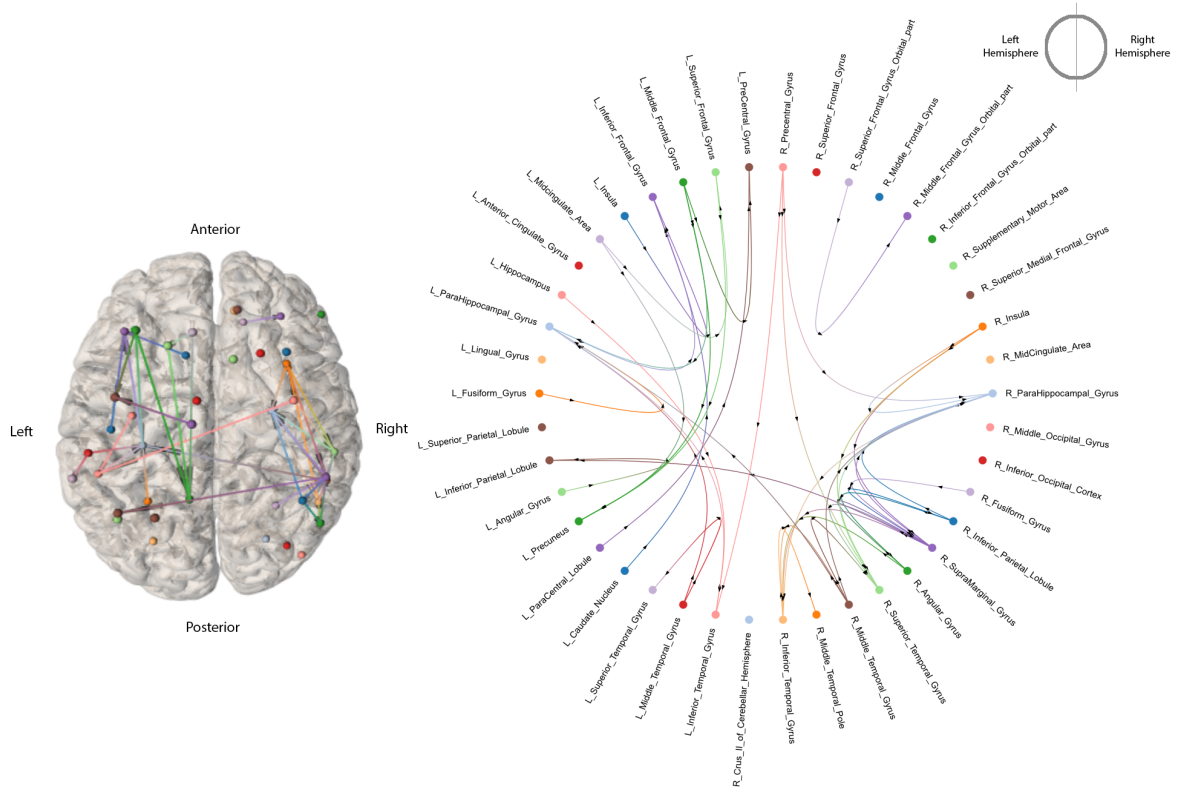 Left
Hemisphere
Right
Hemisphere
Anterior
Left
Right
Posterior
R_Precentral_Gyrus
R_Superior_Frontal_Gyrus
R_Superior_Frontal_Gyrus_Orbital_part
R_Middle_Frontal_Gyrus
R_Middle_Frontal_Gyrus_Orbital_part
R_Inferior_Frontal_Gyrus_Orbital_part
R_Supplementary_Motor_Area
R_Superior_Medial_Frontal_Gyrus
R_Insula
R_MidCingulate_Area
R_ParaHippocampal_Gyrus
R_Middle_Occipital_Gyrus
R_Inferior_Occipital_Cortex
R_Fusiform_Gyrus
R_Inferior_Parietal_Lobule
R_SupraMarginal_Gyrus
R_Angular_Gyrus
R_Superior_Temporal_Gyrus
R_Middle_Temporal_Gyrus
R_Middle_Temporal_Pole
R_Inferior_Temporal_Gyrus
R_Crus_II_of_Cerebellar_Hemisphere
L_Inferior_Temporal_Gyrus
L_Middle_Temporal_Gyrus
L_Superior_Temporal_Gyrus
L_Caudate_Nucleus
L_ParaCentral_Lobule
L_Precuneus
L_Angular_Gyrus
L_Inferior_Parietal_Lobule
L_Superior_Parietal_Lobule
L_Fusiform_Gyrus
L_Lingual_Gyrus
L_ParaHippocampal_Gyrus
L_Hippocampus
L_Anterior_Cingulate_Gyrus
L_Midcingulate_Area
L_Insula
L_Inferior_Frontal_Gyrus
L_Middle_Frontal_Gyrus
L_Superior_Frontal_Gyrus
L_PreCentral_Gyrus